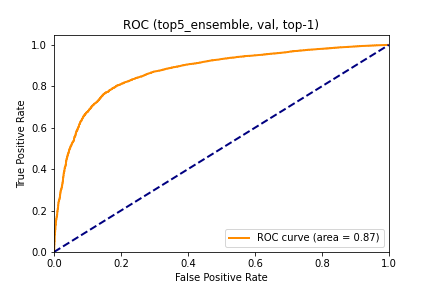 ROC (top5_ensemble, val, top-1)
True Positive Rate
1.0
0.8
0.6
0.4
0.2
0.0
ROC curve (area = 0.87)
0.0 0.2 0.4 0.6 0.8 1.0
False Positive Rate